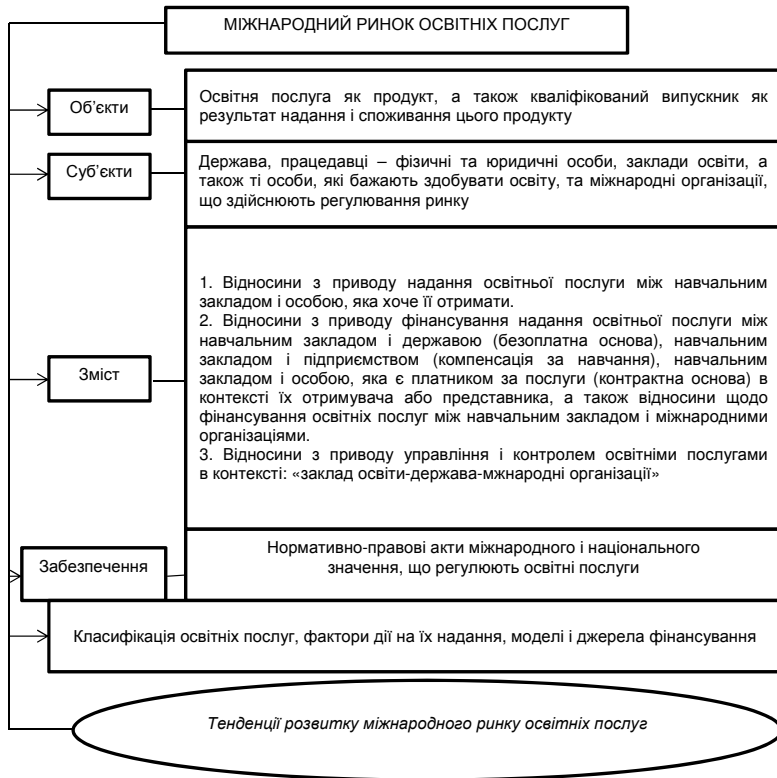 МІЖНАРОДНИЙ РИНОК ОСВІТНІХ ПОСЛУГ
Об’єкти
Освітня послуга як продукт, а також кваліфікований випускник як
результат надання і споживання цього продукту
Суб’єкти
Держава, працедавці – фізичні та юридичні особи, заклади освіти, а
також ті особи, які бажають здобувати освіту, та міжнародні організації,
що здійснюють регулювання ринку
Зміст
1. Відносини з приводу надання освітньої послуги між навчальним
закладом і особою, яка хоче її отримати.
2. Відносини з приводу фінансування надання освітньої послуги між
навчальним закладом і державою (безоплатна основа), навчальним
закладом і підприємством (компенсація за навчання), навчальним
закладом і особою, яка є платником за послуги (контрактна основа) в
контексті їх отримувача або представника, а також відносини щодо
фінансування освітніх послуг між навчальним закладом і міжнародними
організаціями.
3. Відносини з приводу управління і контролем освітніми послугами
в контексті: «заклад освіти-держава-мжнародні організації»
Забезпечення
Нормативно-правові акти міжнародного і національного
значення, що регулюють освітні послуги
Класифікація освітніх послуг, фактори дії на їх надання, моделі і джерела фінансування
Тенденції розвитку міжнародного ринку освітніх послуг